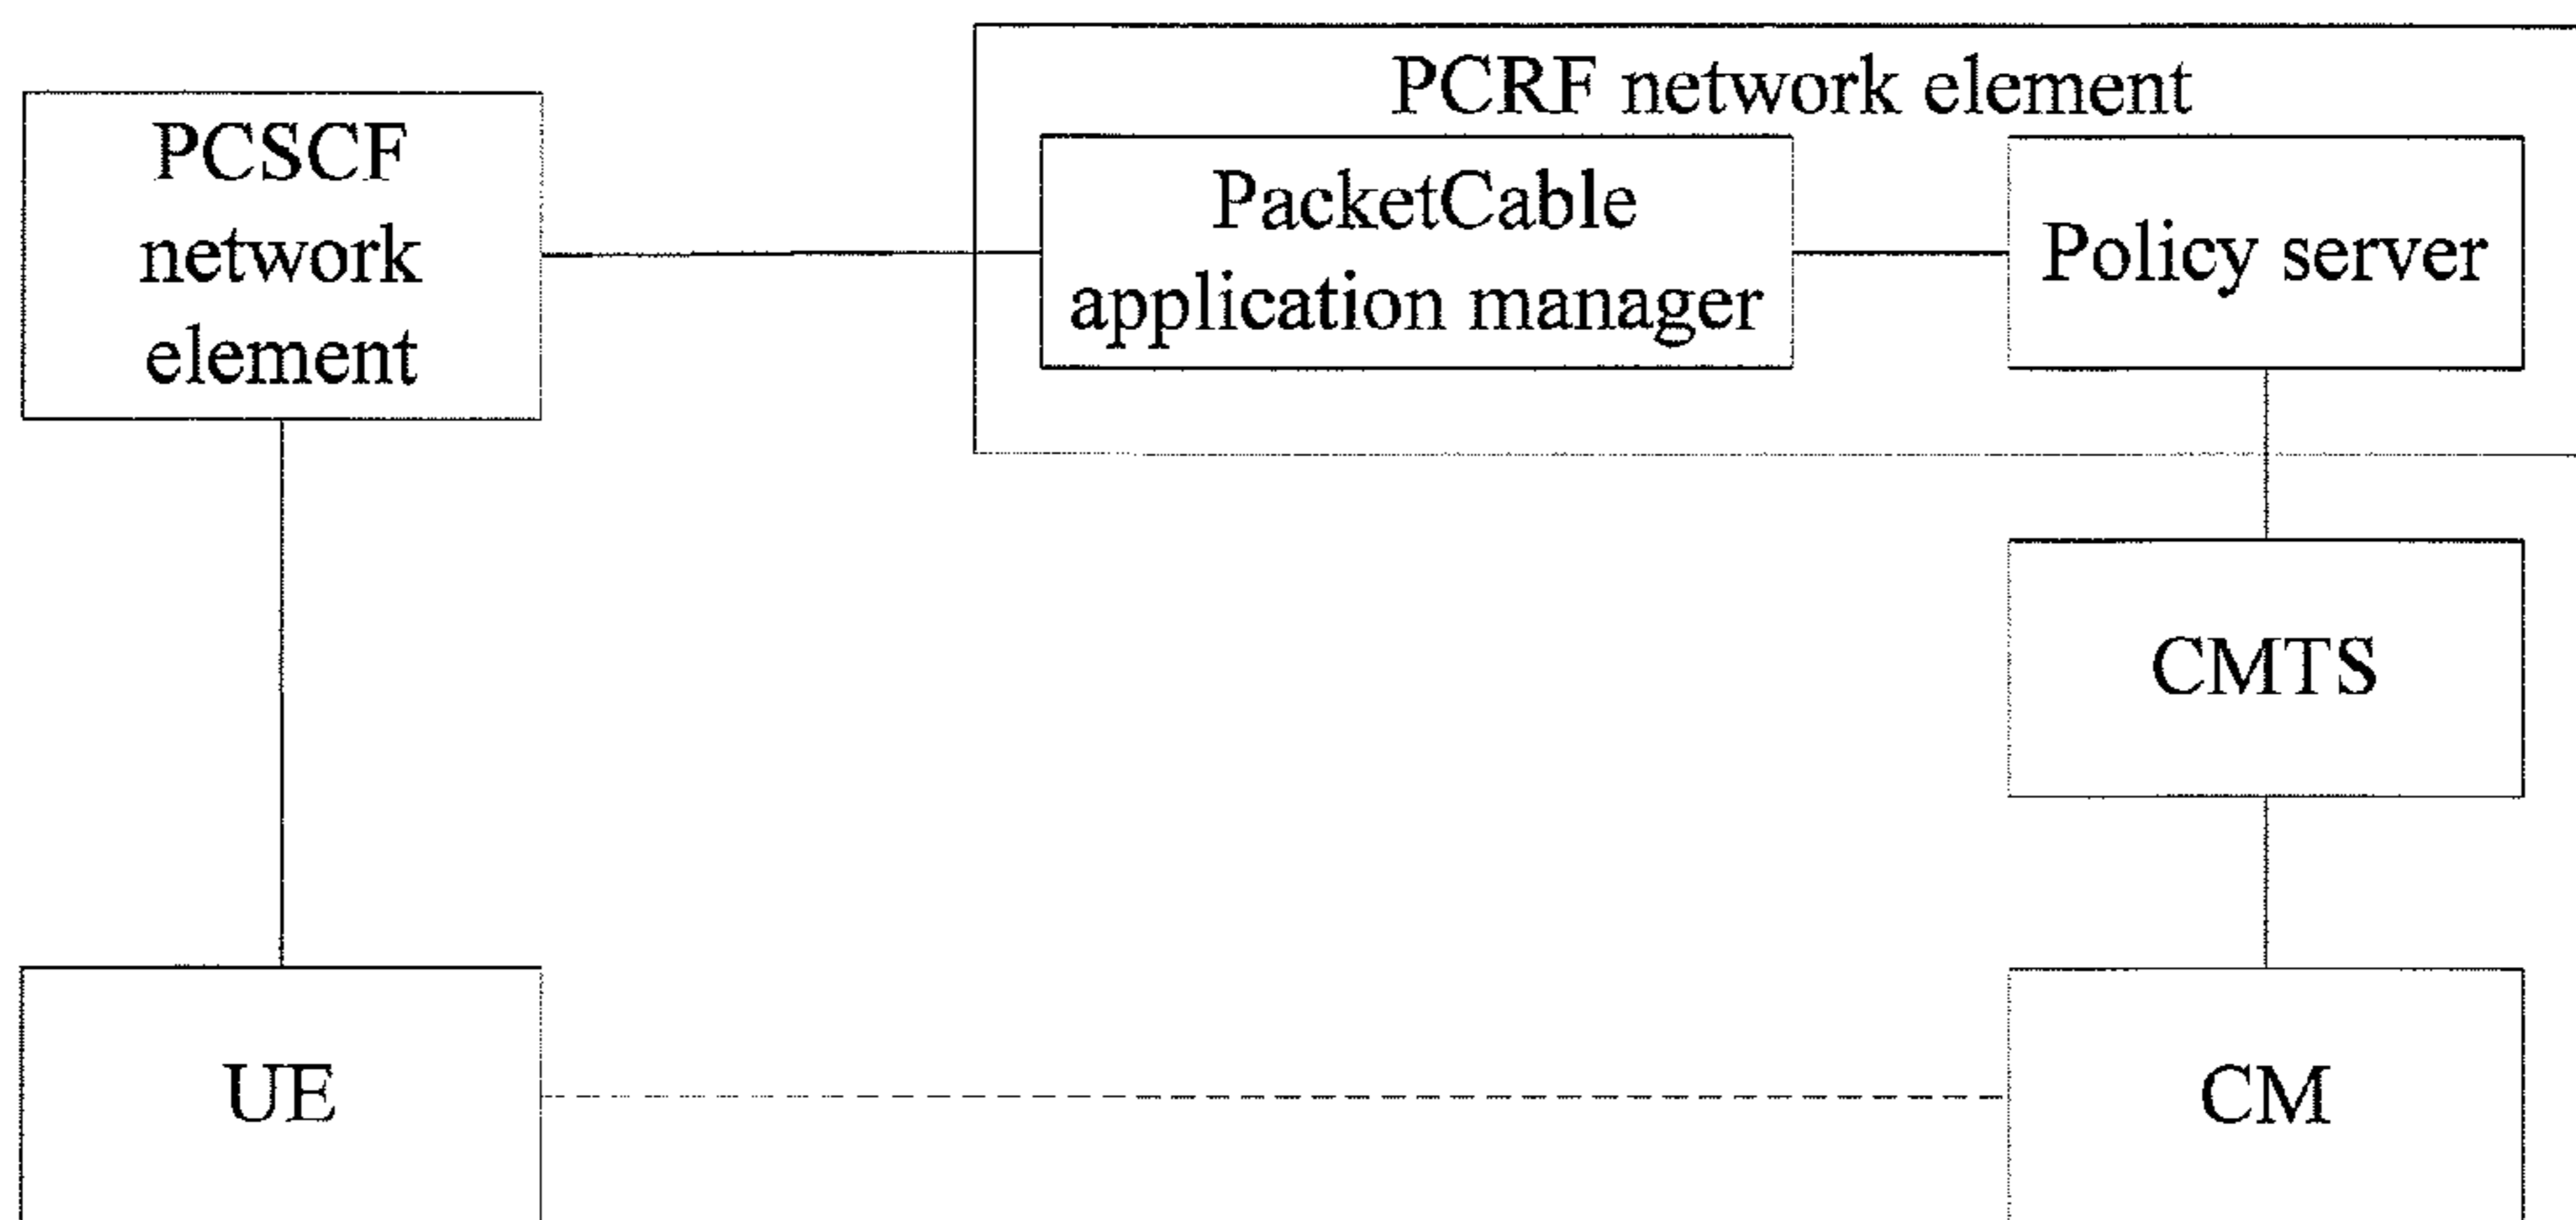 PCRF network element
PCSCF
network
element
PacketCable
application manager
Policy server
CMTS
UE
CM